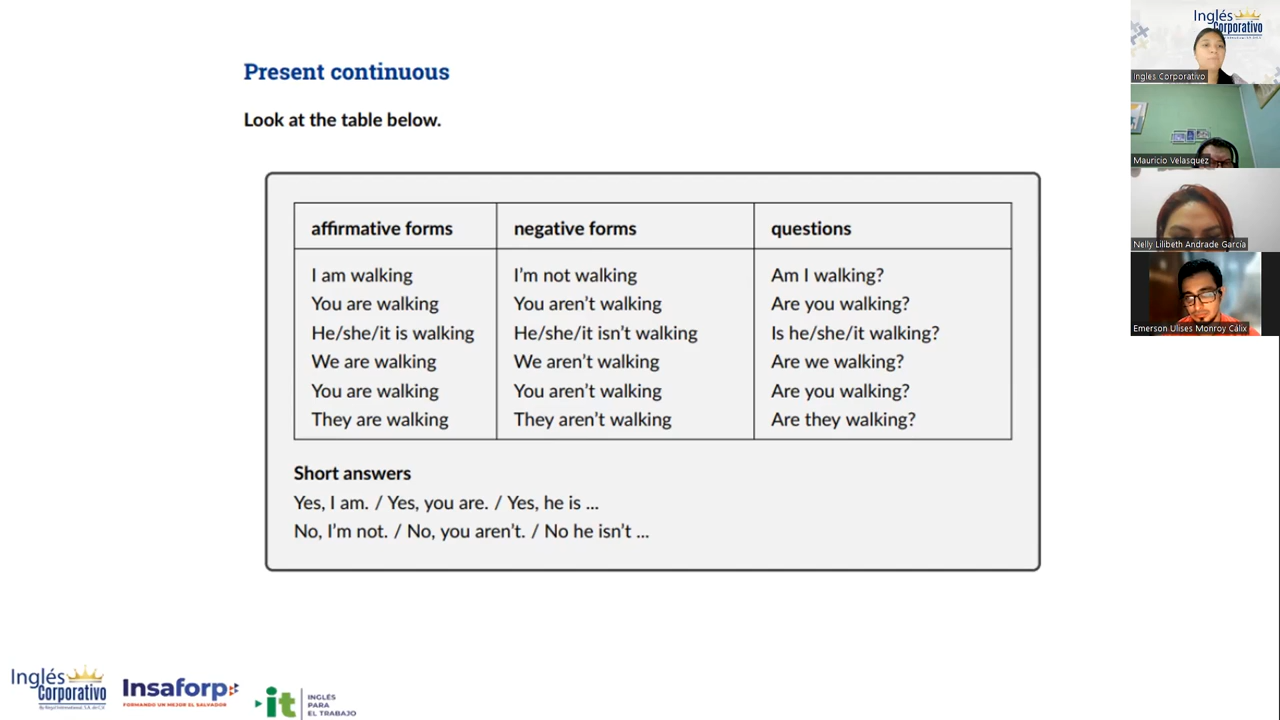 Present continuous
Look at the table below.
affirmative forms
negative forms
questions
I am walking
I'm not walking
Am I walking?
You are walking
You aren't walking
Are you walking?
He/she/it is walking
He/she/it isn't walking
Is he/she/it walking?
We are walking
We aren't walking
Are we walking?
You are walking
You aren't walking
Are you walking?
They are walking
They aren't walking
Are they walking?
Short answers
Yes, I am. / Yes, you are. / Yes, he is ...
No, I'm not. / No, you aren't. / No he isn't ...
Inglés
Corporativo
Insaforp
FORMANDO UN MEJOR EL SALVADOR
it
INGLÉS
PARA
EL TRABAJO
Inglés
Corporativo
Ingles Corporativo
Mauricio Velasquez
Nelly Lilibeth Andrade García
Emerson Ulises Monroy Cálix